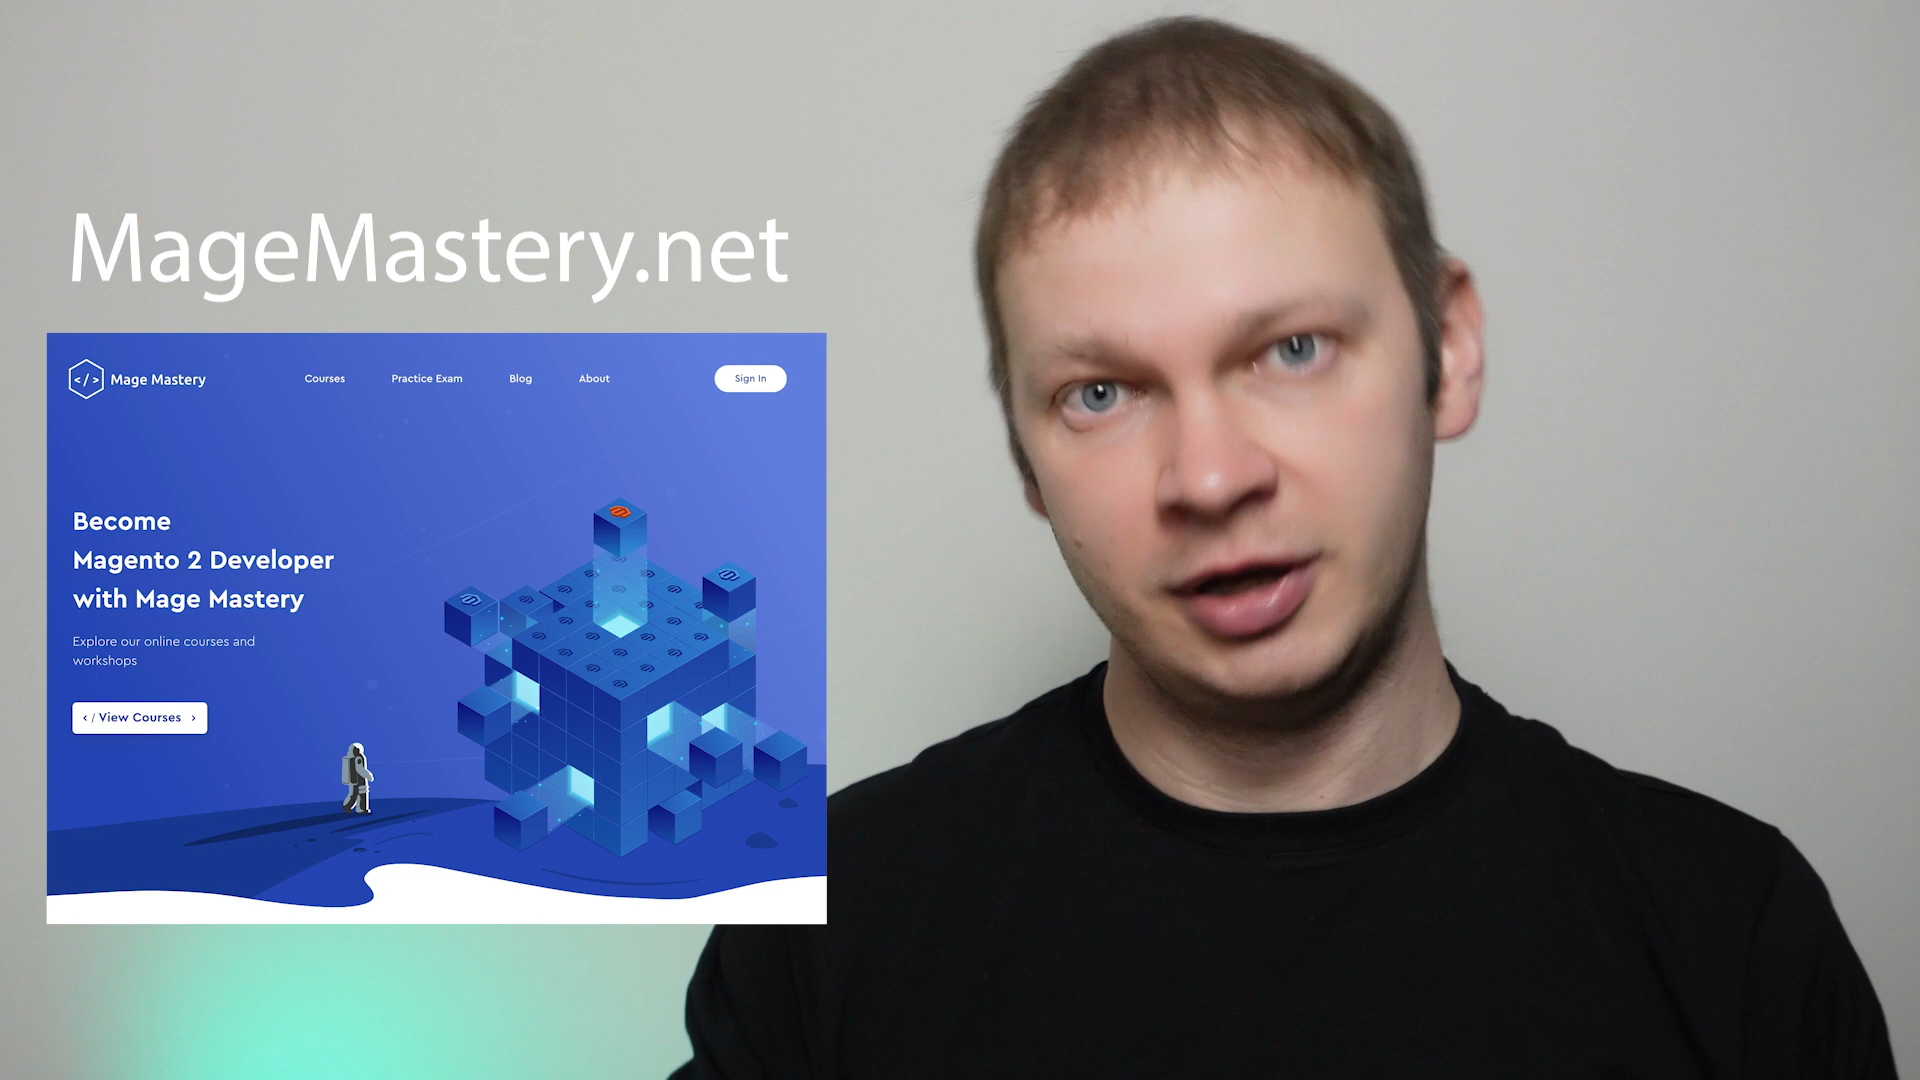 MageMastery.net
</> Mage Mastery
Courses
Practice Exam
Blog
About
Sign In
Become
Magento 2 Developer
with Mage Mastery
Explore our online courses and
workshops
‹ / View Courses ›